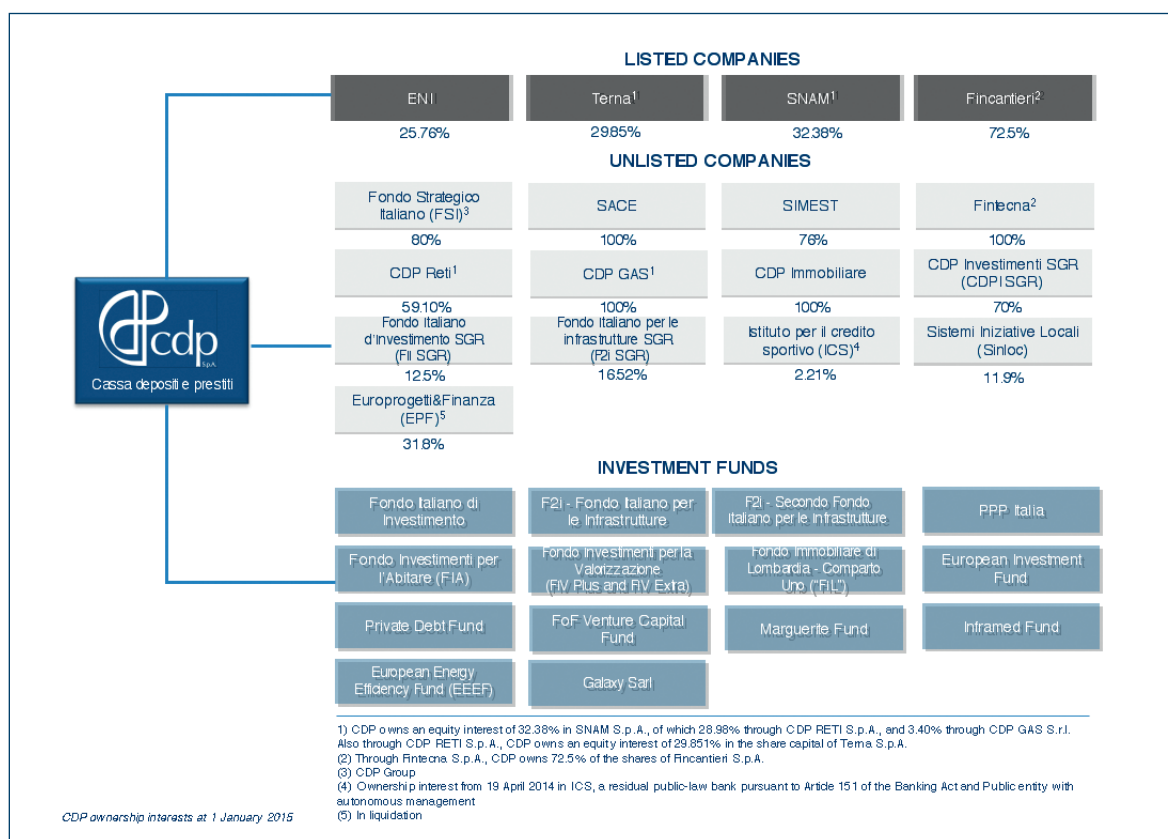 LISTED COMPANIES
ENI
Terna1
SNAM1
Fincantieri2
25.76%
29.85%
32.38%
72.5%
UNLISTED COMPANIES
Fondo Strategico
Italiano (FSI)3
SACE
SIMEST
Fintecna2
80%
100%
76%
100%
CDP Reti1
CDP GAS1
CDP Immobiliare
CDP Investimenti SGR
(CDPI SGR)
59.10%
100%
100%
70%
Fondo Italiano
d'Investimento SGR
(FII SGR)
Fondo Italiano per le
infrastrutture SGR
(F2i SGR)
Istituto per il credito
sportivo (ICS)4
Sistemi Iniziative Locali
(Sinloc)
12.5%
16.52%
2.21%
11.9%
Europrogetti&Finanza
(EPF)5
31.8%
cdp
S.p.A.
Cassa depositi e prestiti
INVESTMENT FUNDS
Fondo Italiano di
Investimento
F2i - Fondo Italiano per
le Infrastrutture
F2i - Secondo Fondo
Italiano per le Infrastrutture
PPP Italia
Fondo Investimenti per
l'Abitare (FIA)
Fondo Investimenti per la
Valorizzazione
(FIV Plus and FIV Extra)
Fondo Immobiliare di
Lombardia - Comparto
Uno ("FIL")
European Investment
Fund
Private Debt Fund
FoF Venture Capital
Fund
Marguerite Fund
Inframed Fund
European Energy
Efficiency Fund (EEEF)
Galaxy Sarl
1) CDP owns an equity interest of 32.38% in SNAM S.p.A., of which 28.98% through CDP RETI S.p.A., and 3.40% through CDP GAS S.r.l.
Also through CDP RETI S.p.A., CDP owns an equity interest of 29.851% in the share capital of Terna S.p.A.
(2) Through Fintecna S.p.A., CDP owns 72.5% of the shares of Fincantieri S.p.A.
(3) CDP Group
(4) Ownership interest from 19 April 2014 in ICS, a residual public-law bank pursuant to Article 151 of the Banking Act and Public entity with
autonomous management
(5) In liquidation
CDP ownership interests at 1 January 2015